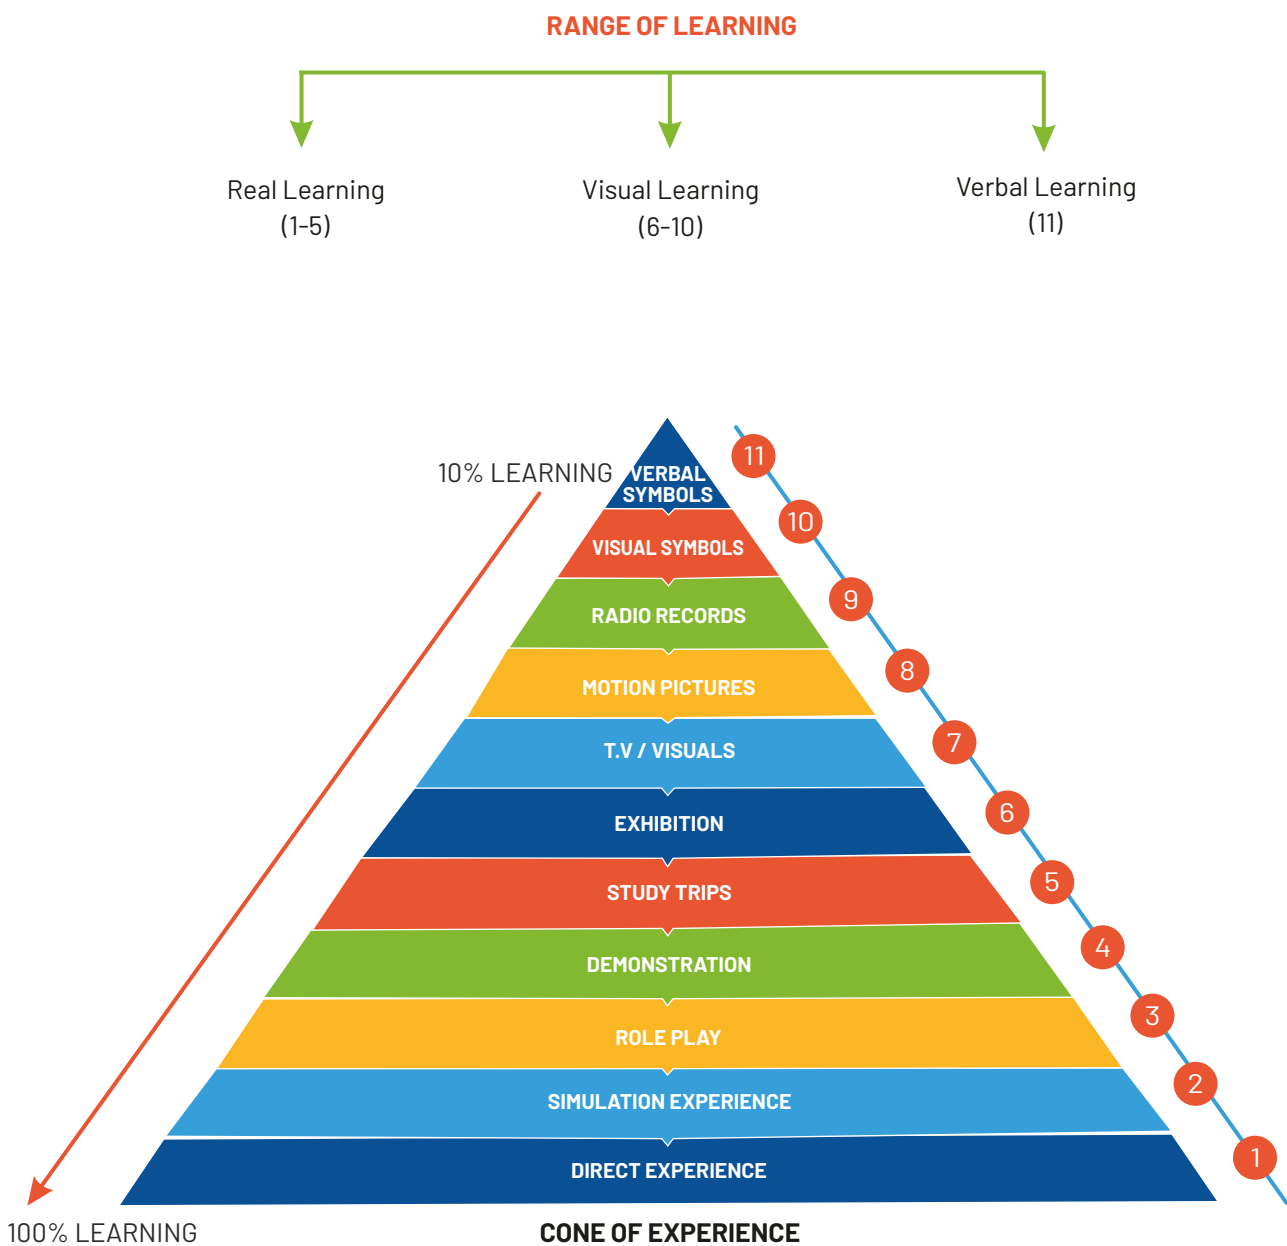 RANGE OF LEARNING
Real Learning
(1-5)
Visual Learning
(6-10)
Verbal Learning
(11)
10% LEARNING
VERBAL
SYMBOLS
11
VISUAL SYMBOLS
10
RADIO RECORDS
9
MOTION PICTURES
8
T.V / VISUALS
7
EXHIBITION
6
STUDY TRIPS
5
DEMONSTRATION
4
ROLE PLAY
3
SIMULATION EXPERIENCE
2
DIRECT EXPERIENCE
1
100% LEARNING
CONE OF EXPERIENCE